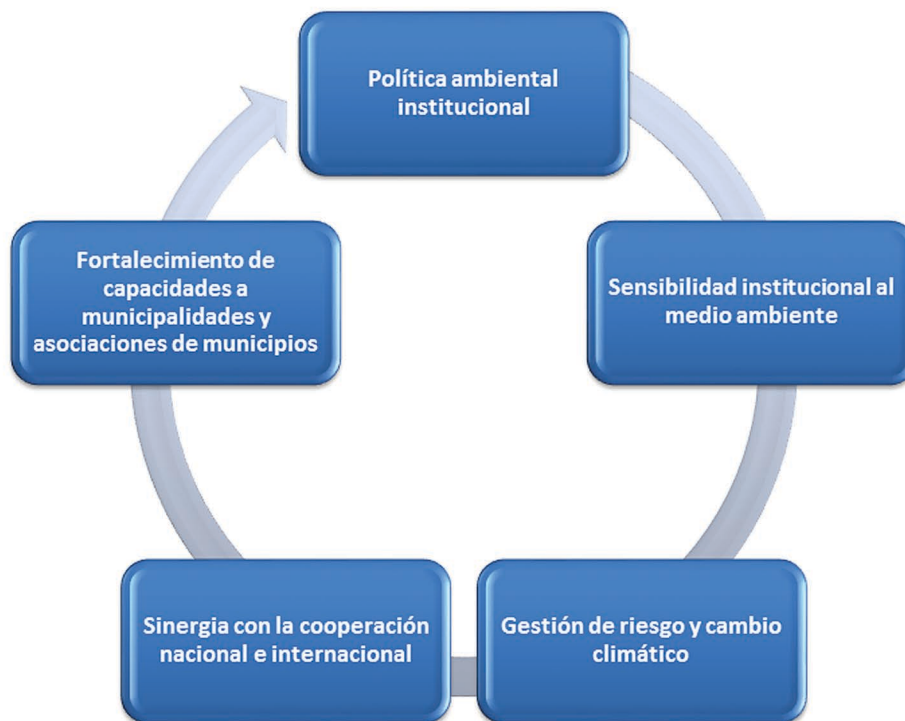 Política ambiental
institucional
Sensibilidad institucional al
medio ambiente
Gestión de riesgo y cambio
climático
Sinergia con la cooperación
nacional e internacional
Fortalecimiento de
capacidades a
municipalidades y
asociaciones de municipios